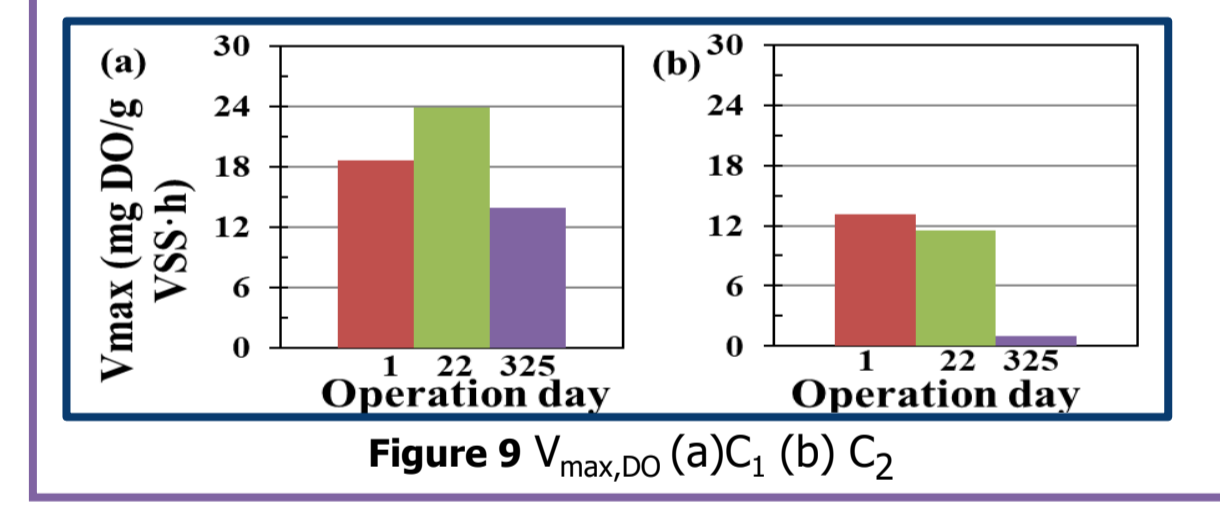 (a)
Vmax (mg DO/g
VSS·h)
30
24
18
12
6
0
1 22 325
Operation day
(b)
30
24
18
12
6
0
1 22 325
Operation day
Figure 9 Vmax,DO (a)C1 (b) C2